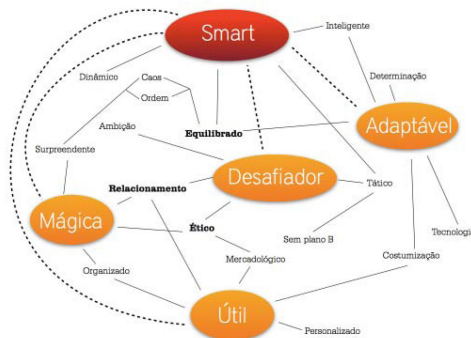 Smart
Inteligente
Dinâmico
Caos
Determinação
Ordem
Ambição
Equilibrado
Adaptável
Surpreendente
Relacionamento
Desafiador
Tático
Mágica
Ético
Sem plano B
Tecnologi
Mercadológico
Costumização
Organizado
Útil
Personalizado